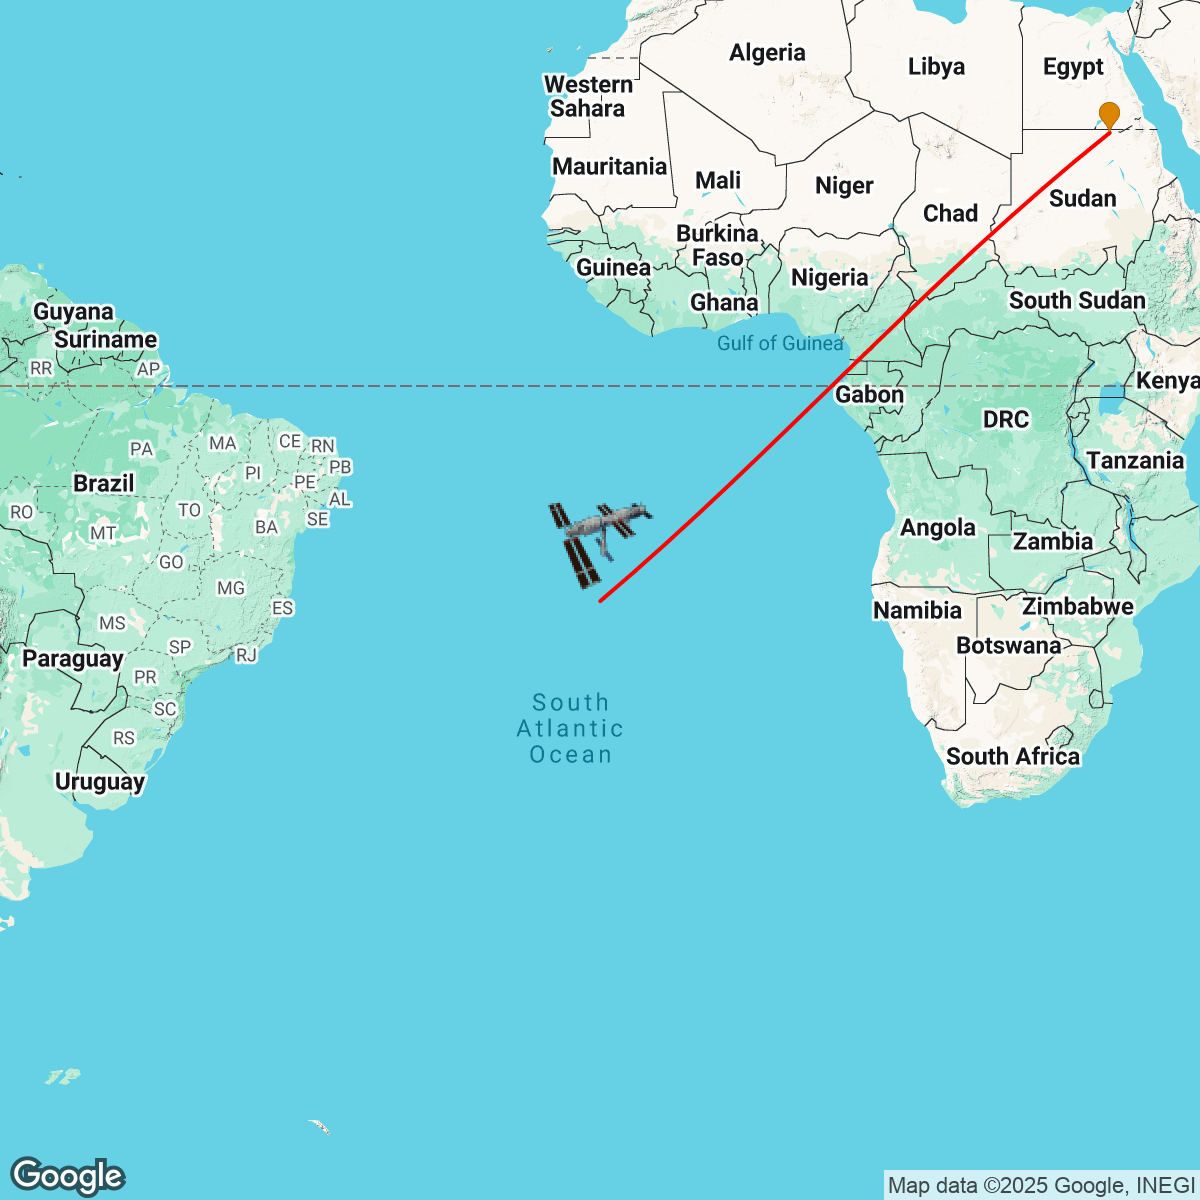 Algeria
Libya
Egypt
Western
Sahara
Mauritania
Mali
Niger
Chad
Sudan
Burkina
Faso
Guinea
Nigeria
Ghana
South Sudan
Guyana
Suriname
Gulf of Guinea
RR
AP
Kenya
Gabon
DRC
MA
CE
RN
PA
PI
PB
Tanzania
Brazil
PE
AL
RO
TO
SE
MT
BA
Angola
Zambia
GO
MG
ES
Namibia
Zimbabwe
MS
SP
RJ
Botswana
Paraguay
PR
South
Atlantic
Ocean
SC
RS
South Africa
Uruguay
Google
Map data ©2025 Google, INEGI